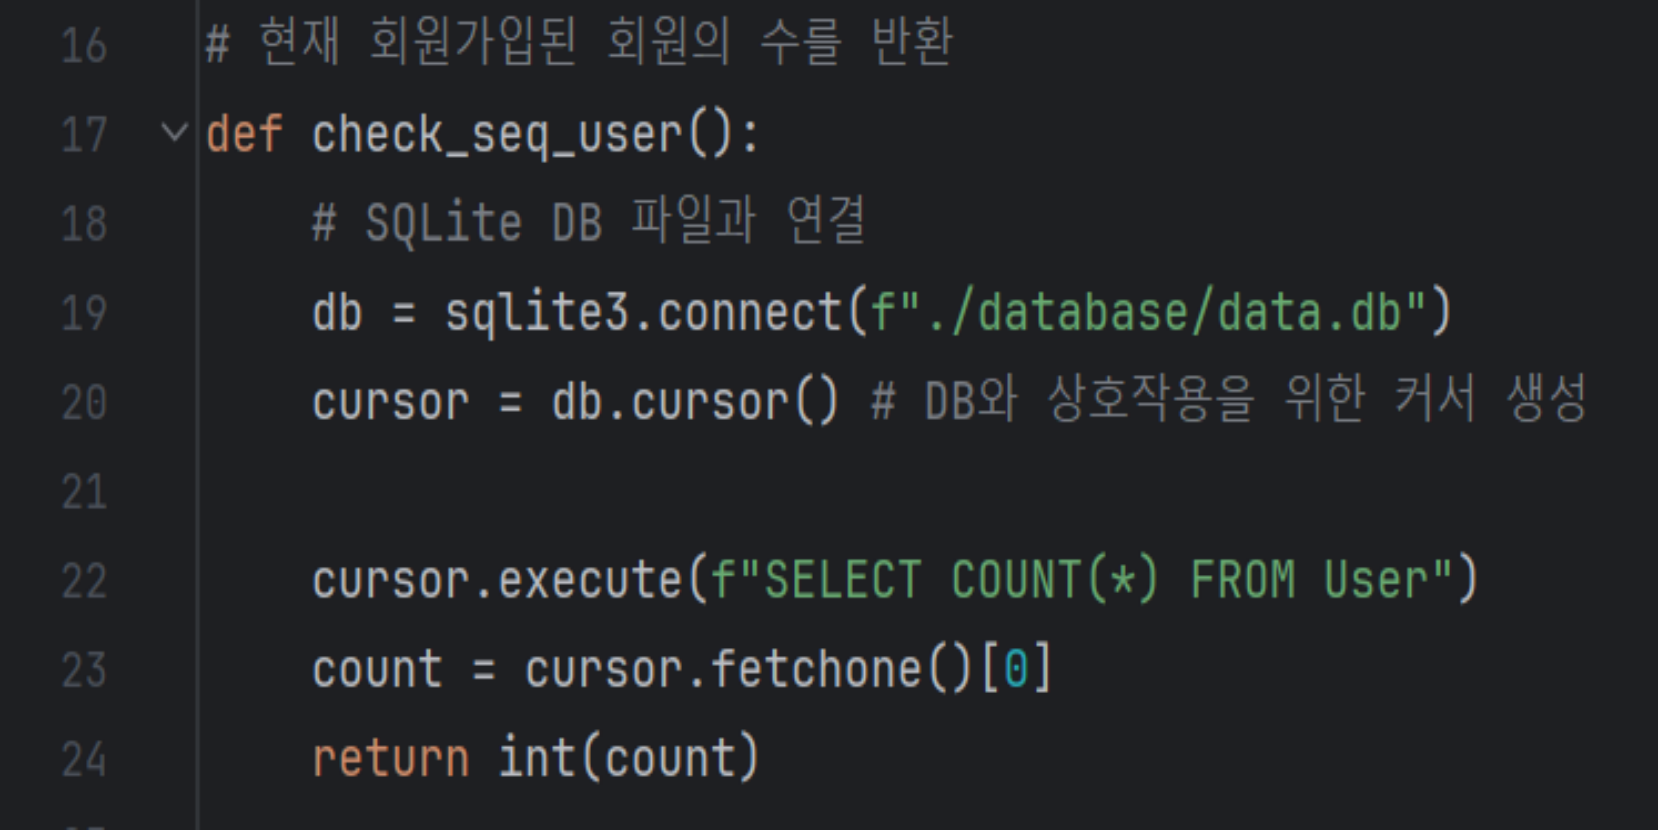 16 # 현재 회원가입된 회원의 수를 반환
17 def check_seq_user():
18 # SQLite DB 파일과 연결
19 db = sqlite3.connect(f"./database/data.db")
20 cursor = db.cursor() # DB와 상호작용을 위한 커서 생성
21
22 cursor.execute(f"SELECT COUNT(*) FROM User")
23 count = cursor.fetchone()[0]
24 return int(count)